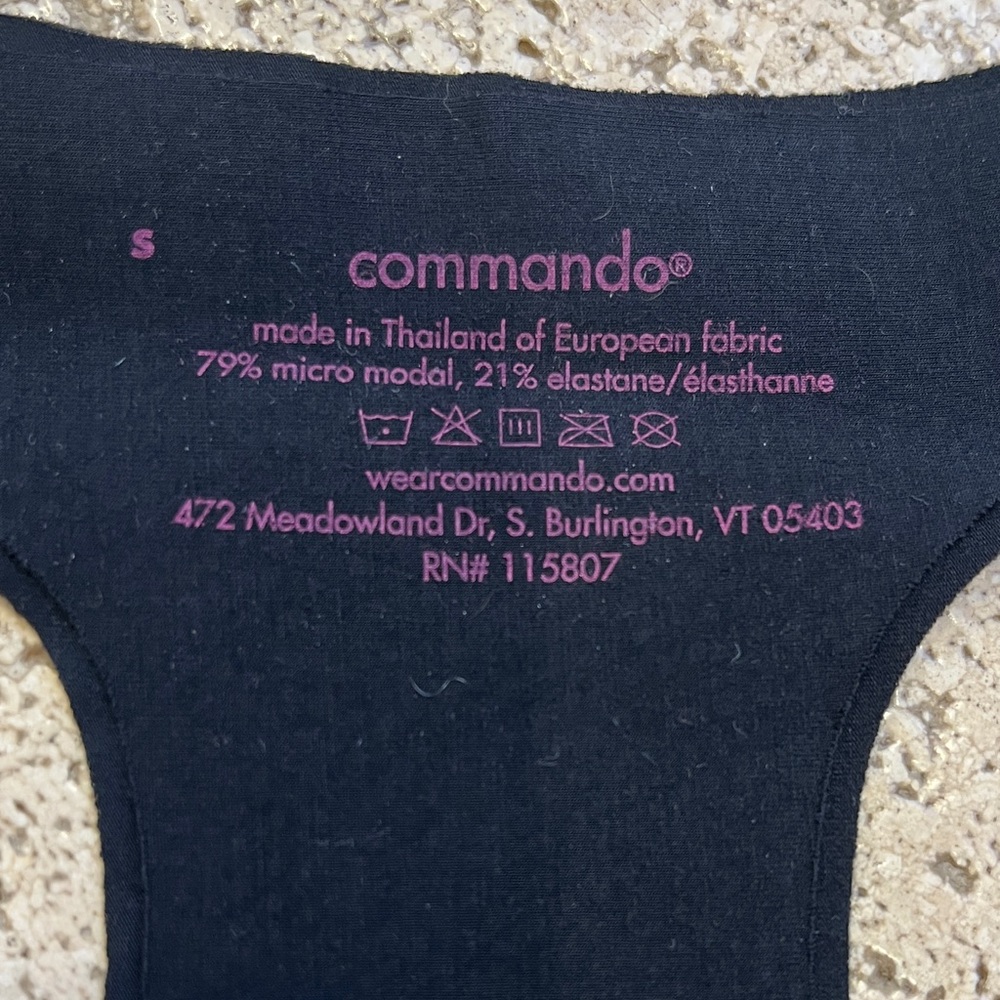 S
commando®
made in Thailand of European fabric
79% micro modal, 21% elastane/élasthanne
wearcommando.com
472 Meadowland Dr, S. Burlington, VT 05403
RN# 115807